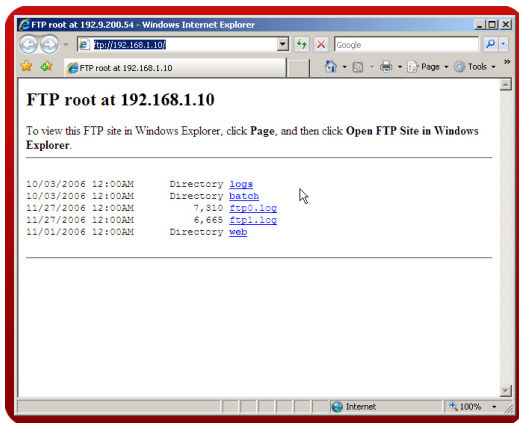 FTP root at 192.9.200.54 - Windows Internet Explorer
ftp://192.168.1.10/
Google
FTP root at 192.168.1.10
Page
Tools
FTP root at 192.168.1.10
To view this FTP site in Windows Explorer, click Page, and then click Open FTP Site in Windows
Explorer.
10/03/2006 12:00AM Directory logs
10/03/2006 12:00AM Directory batch
11/27/2006 12:00AM 7,310 ftp0.log
11/27/2006 12:00AM 6,665 ftp1.log
11/01/2006 12:00AM Directory web
Internet
100%